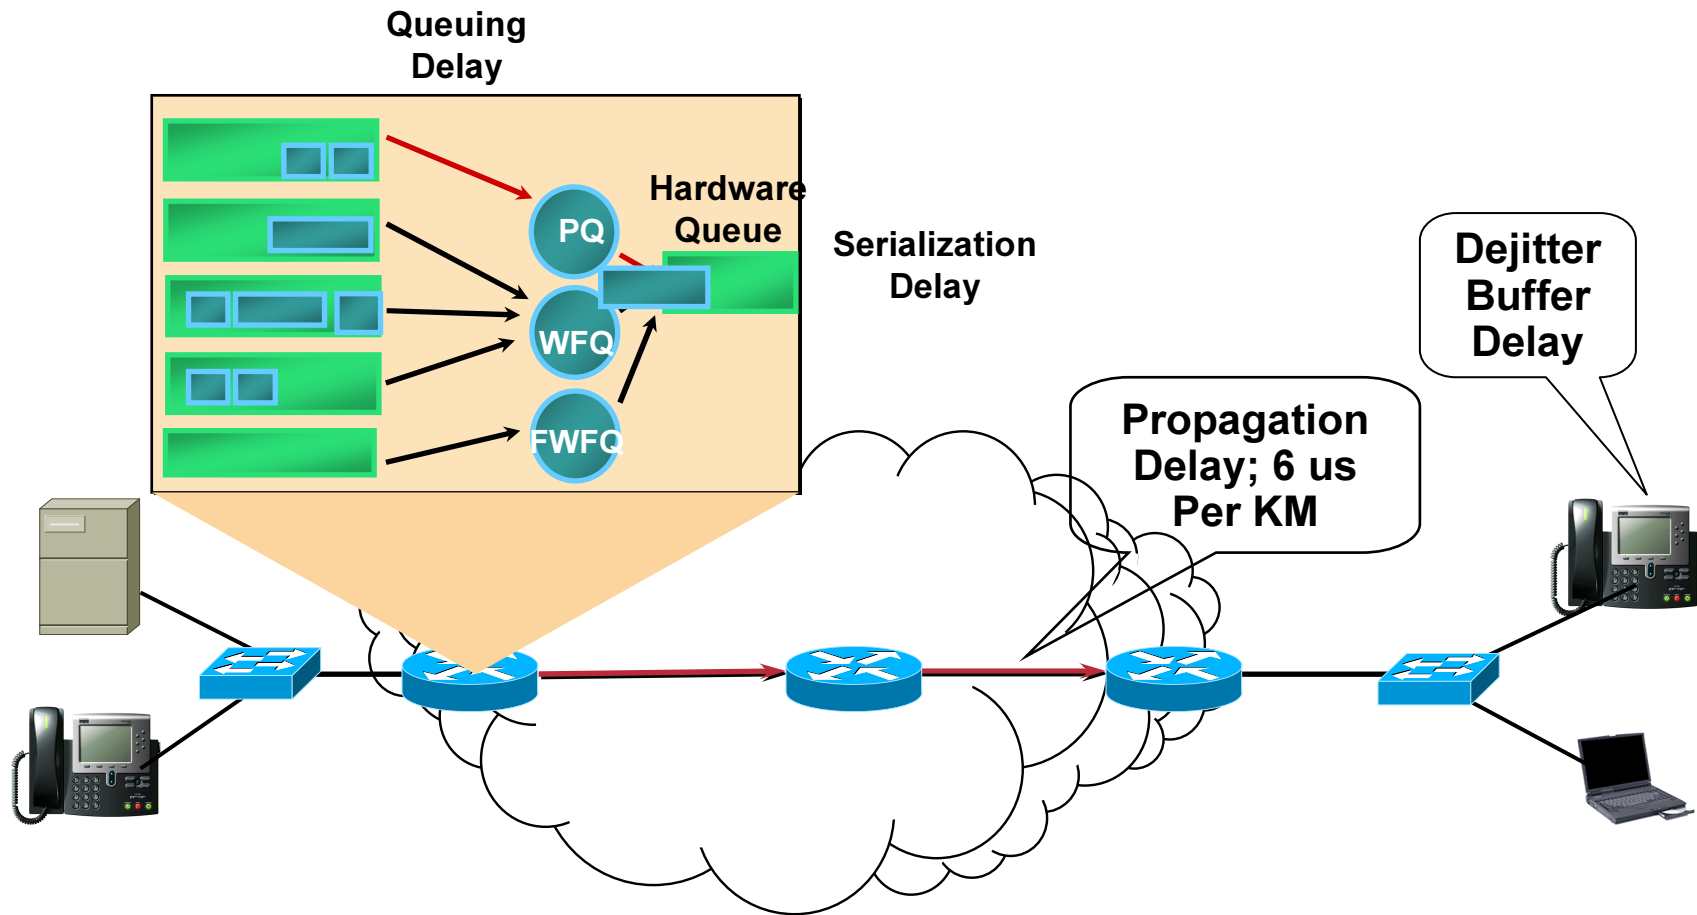 Queuing
Delay
Hardware
Queue
PQ
WFQ
FWFQ
Serialization
Delay
Dejitter
Buffer
Delay
Propagation
Delay; 6 us
Per KM